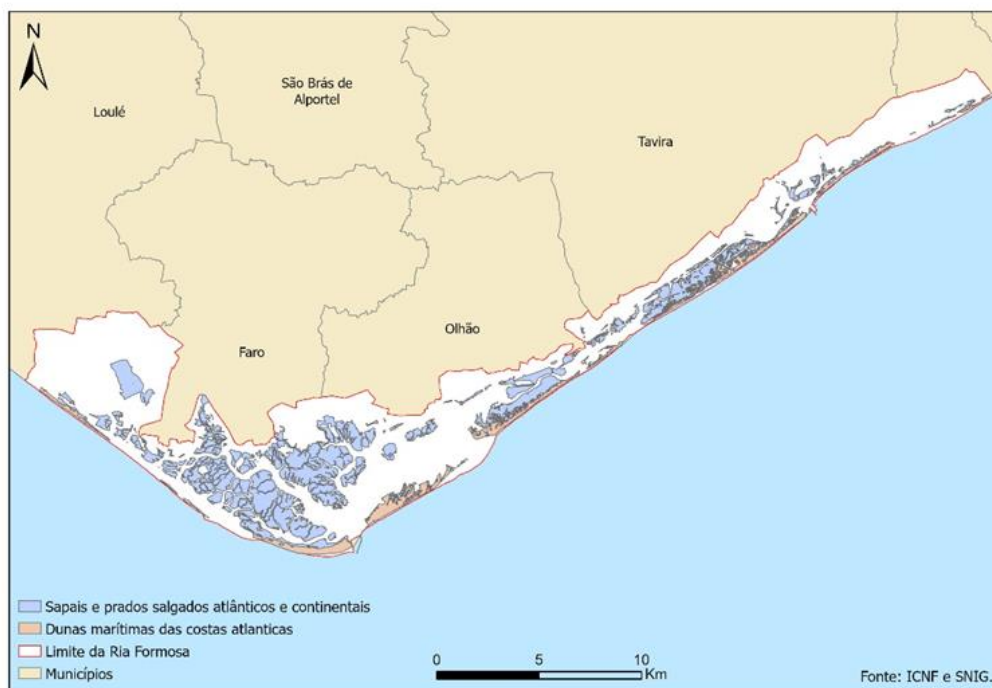 N
São Brás de
Alportel
Loulé
Tavira
Olhão
Faro
Sapais e prados salgados atlânticos e continentais
Dunas marítimas das costas atlanticas
Limite da Ria Formosa
Municípios
0 5 10
Km
Fonte: ICNF e SNIG.